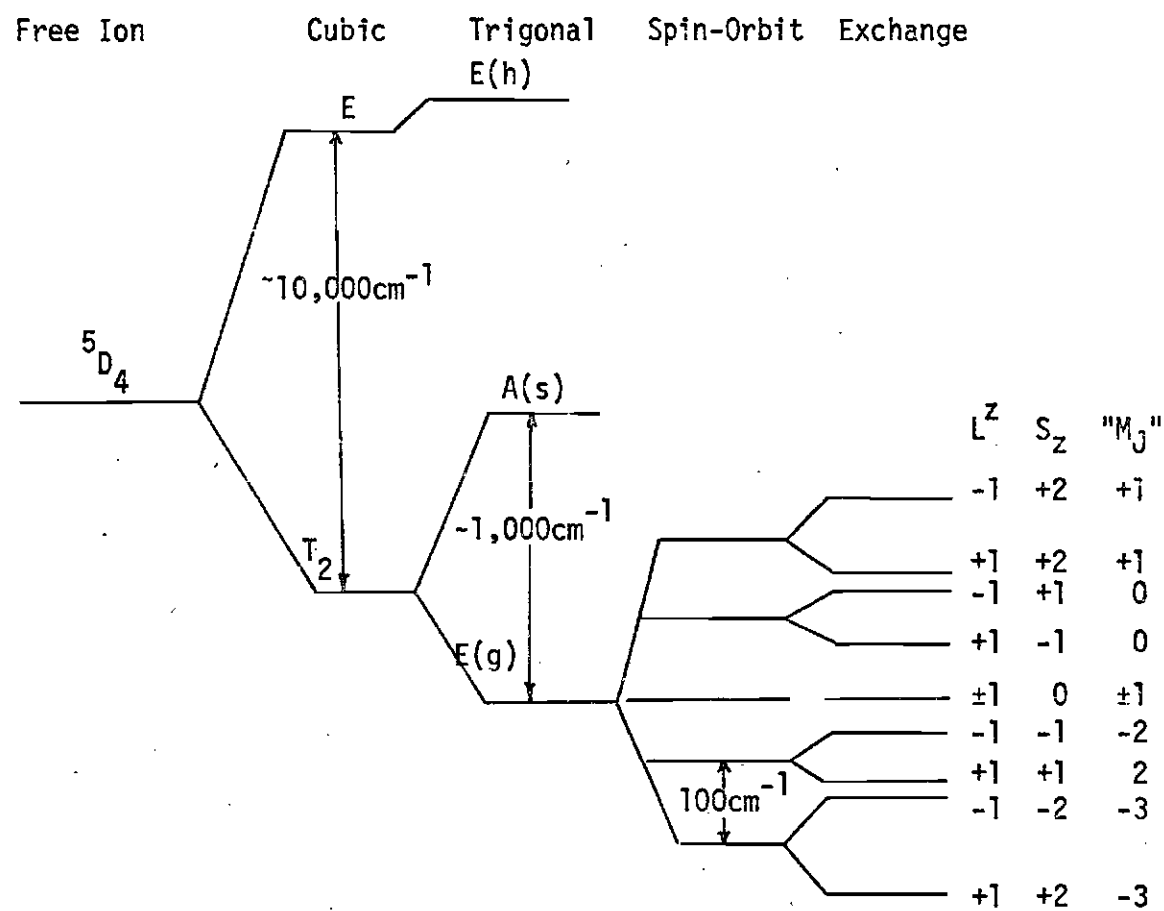 Free Ion Cubic Trigonal Spin-Orbit Exchange
E(h)
E
~10,000cm⁻¹
⁵D₄
A(s)
L^z S_z "M_J"
-1 +2 +1
~1,000cm⁻¹
T₂
+1 +2 +1
-1 +1 0
+1 -1 0
E(g)
±1 0 ±1
-1 -1 -2
+1 +1 2
100cm⁻¹
-1 -2 -3
+1 +2 -3